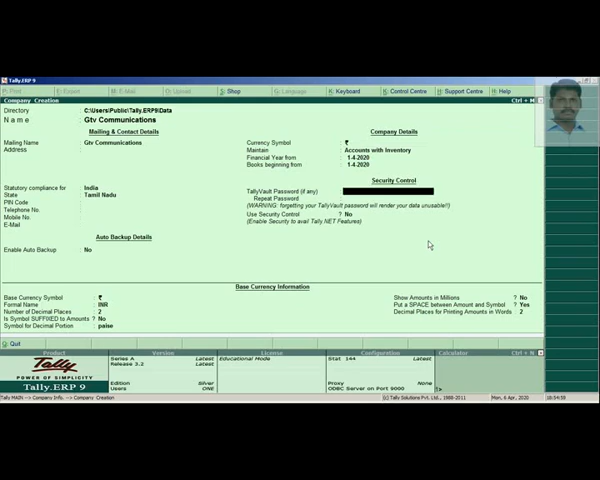 Tally.ERP 9
P: Print E: Export M: E-Mail O: Upload S: Shop G: Language K: Keyboard K: Control Centre H: Support Centre H: Help
Company Creation Ctrl + M
Directory : C:\Users\Public\Tally.ERP9\Data
Name : Gtv Communications
Mailing & Contact Details Company Details
Mailing Name : Gtv Communications Currency Symbol : ₹
Address : Maintain : Accounts with Inventory
Financial Year from : 1-4-2020
Books beginning from : 1-4-2020
Security Control
Statutory compliance for : India
State : Tamil Nadu TallyVault Password (if any) :
PIN Code : Repeat Password :
Telephone No. : (WARNING: forgetting your TallyVault password will render your data unusable!!)
Mobile No. : Use Security Control ? No
E-Mail : (Enable Security to avail Tally.NET Features)
Auto Backup Details
Enable Auto Backup : No
Base Currency Information
Base Currency Symbol : ₹ Show Amounts in Millions ? No
Formal Name : INR Put a SPACE between Amount and Symbol ? Yes
Number of Decimal Places : 2 Decimal Places for Printing Amounts in Words : 2
Is Symbol SUFFIXED to Amounts ? No
Symbol for Decimal Portion : paise
Q: Quit
Product Version License Configuration Calculator Ctrl + N
Tally
POWER OF SIMPLICITY
Tally.ERP 9
Series A Latest Educational Mode Stat 144 Latest
Release 3.2 Latest
Edition Silver Proxy None
Users ONE ODBC Server on Port 9000
1>
Tally MAIN --> Company Info. --> Company Creation (c) Tally Solutions Pvt. Ltd., 1988-2011 Mon, 6 Apr, 2020 18:54:55